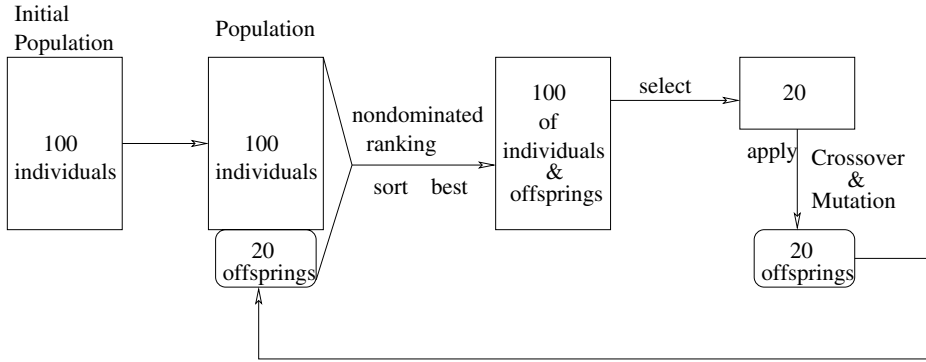 Initial
Population
100
individuals
Population
100
individuals
20
offsprings
nondominated
ranking
sort best
100
of
individuals
&
offsprings
select
20
apply
Crossover
&
Mutation
20
offsprings